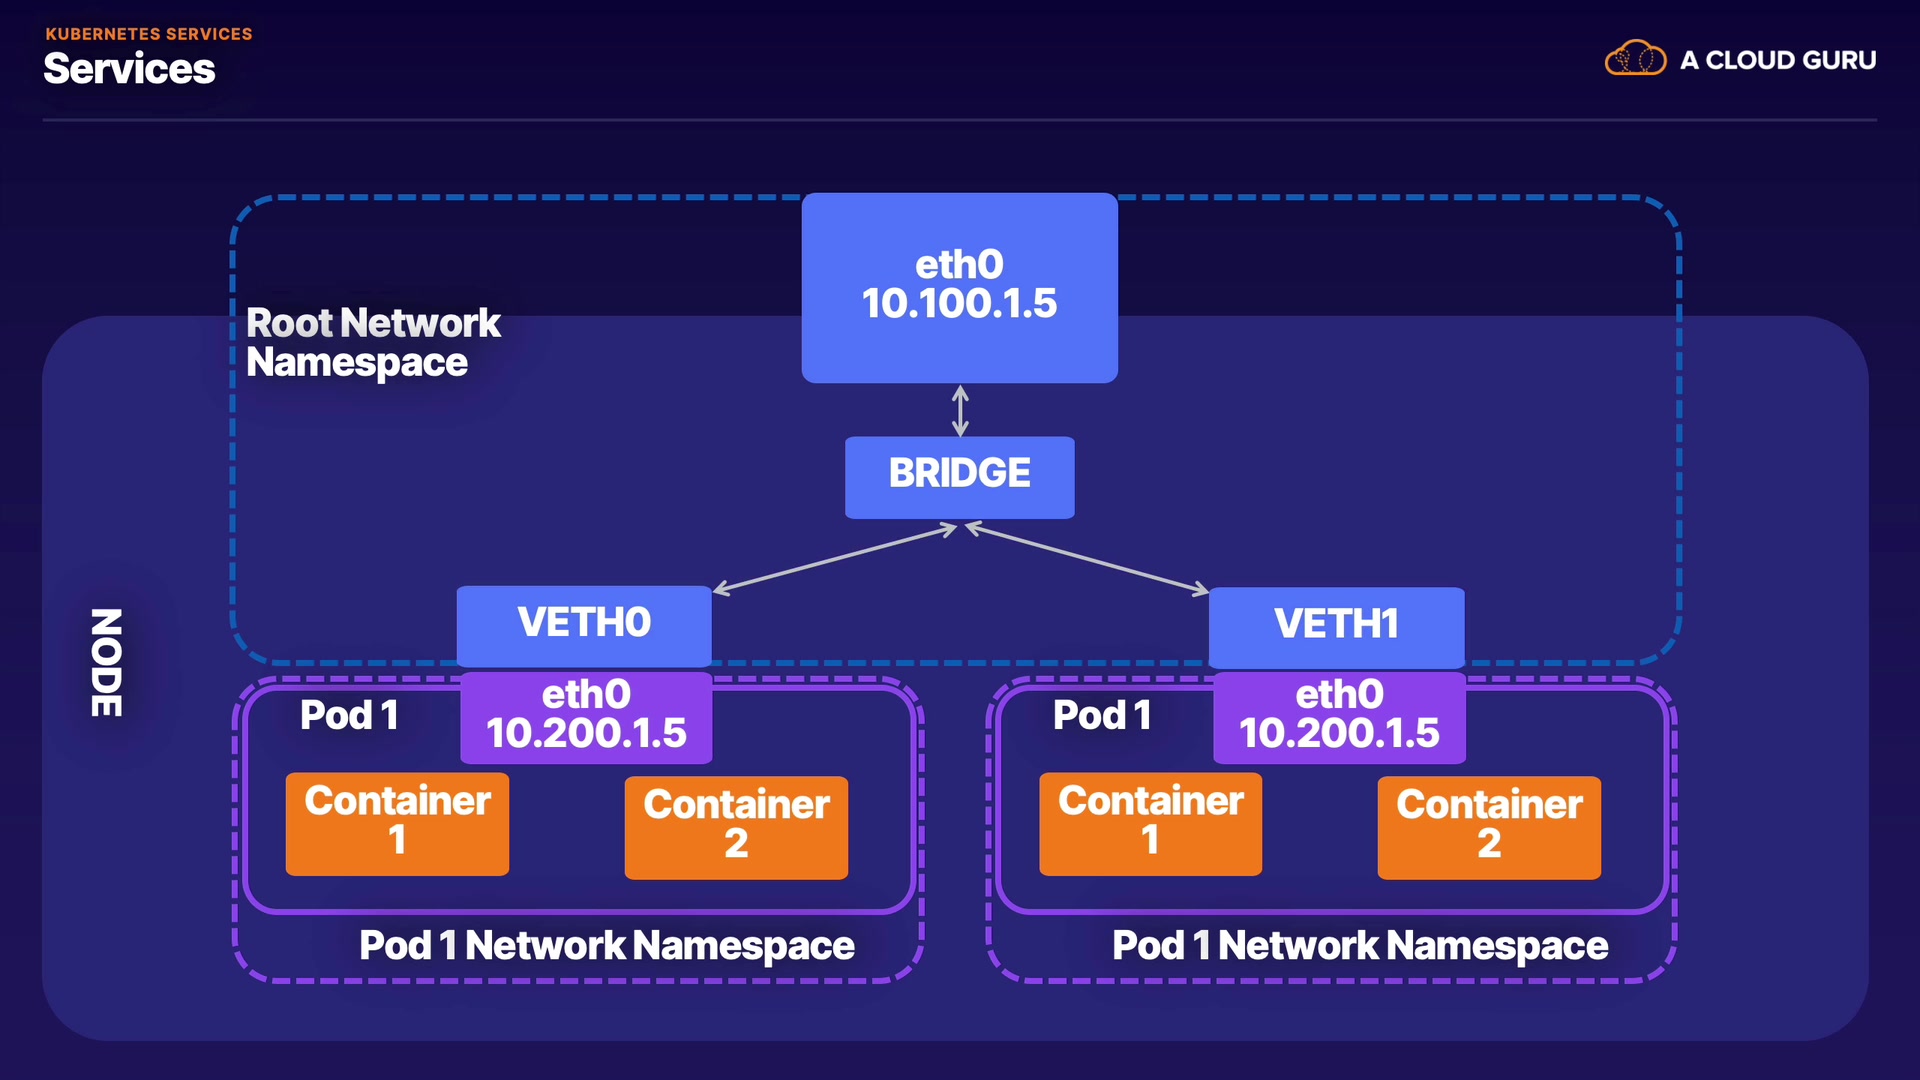 KUBERNETES SERVICES
Services
A CLOUD GURU
eth0
10.100.1.5
Root Network
Namespace
BRIDGE
NODE
VETH0
VETH1
Pod 1
eth0
10.200.1.5
Container
1
Container
2
Pod 1 Network Namespace
Pod 1
eth0
10.200.1.5
Container
1
Container
2
Pod 1 Network Namespace